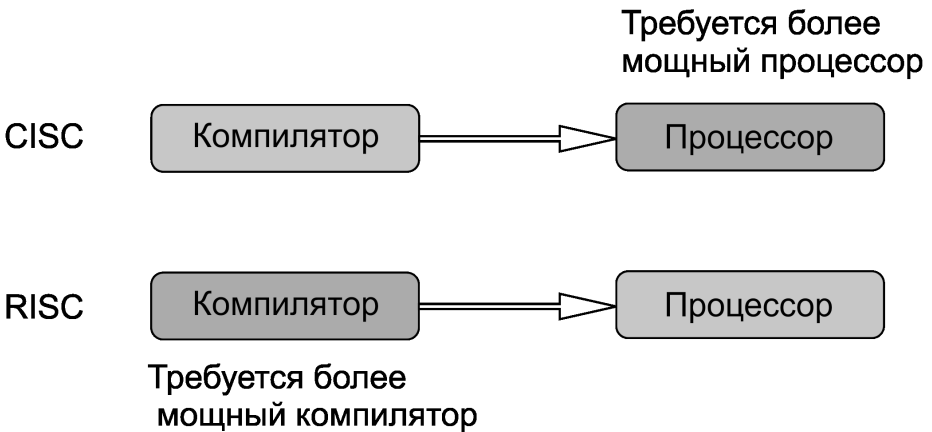 Требуется более
мощный процессор
CISC
Компилятор
Процессор
RISC
Компилятор
Процессор
Требуется более
мощный компилятор